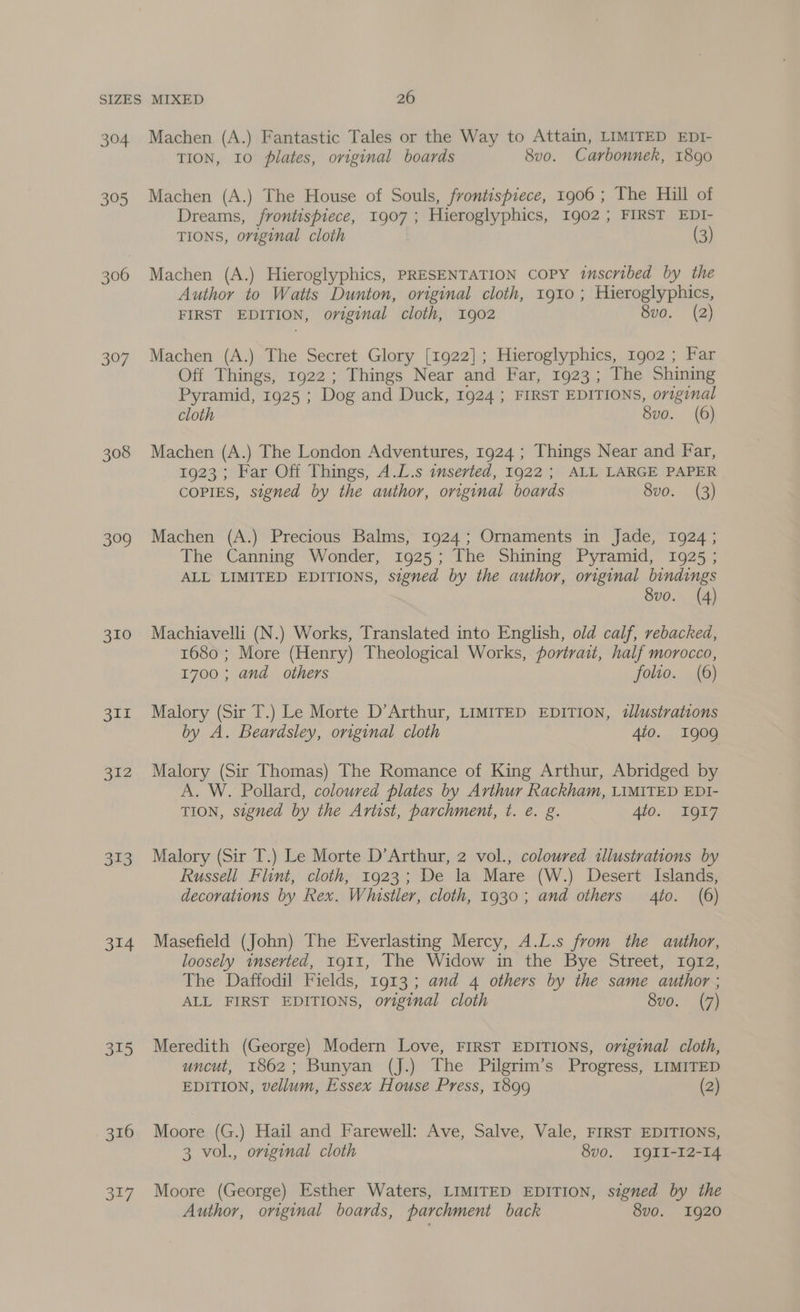 SIZES MIXED 26
304 Machen (A.) Fantastic Tales or the Way to Attain, LIMITED EDI-
TION, 10 plates, original boards 8vo. Carbonnek, 1890
305 Machen (A.) The House of Souls, frontispiece, 1906 ; The Hill of
Dreams, frontispiece, 1907 ; Hieroglyphics, 1902 ; FIRST EDI-
TIONS, original cloth (3)
306 Machen (A.) Hieroglyphics, PRESENTATION COPY inscribed by the
Author to Watts Dunton, original cloth, 1910 ; Hieroglyphics,
FIRST EDITION, original cloth, 1902 8vo. (2)
307 Machen (A.) The Secret Glory [1922] ; Hieroglyphics, 1902 ; Far
Off Things, 1922 ; Things Near and Far, 1923 ; The Shining
Pyramid, 1925 ; Dog and Duck, 1924 ; FIRST EDITIONS, original
cloth 8vo. (6)
308 Machen (A.) The London Adventures, 1924 ; Things Near and Far,
1923 ; Far Off Things, A.L.s inserted, 1922 ; ALL LARGE PAPER
COPIES, signed by the author, original boards 8vo. (3)
309 Machen (A.) Precious Balms, 1924 ; Ornaments in Jade, 1924 ;
The Canning Wonder, 1925 ; The Shining Pyramid, 1925 ;
ALL LIMITED EDITIONS, signed by the author, original bindings
8vo. (4)
310 Machiavelli (N.) Works, Translated into English, old calf, rebacked,
1680 ; More (Henry) Theological Works, portrait, half morocco,
1700 ; and others folio. (6)
311 Malory (Sir T.) Le Morte D'Arthur, LIMITED EDITION, illustrations
by A. Beardsley, original cloth 4to. 1909
312 Malory (Sir Thomas) The Romance of King Arthur, Abridged by
A. W. Pollard, coloured plates by Arthur Rackham, LIMITED EDI-
TION, signed by the Artist, parchment, t. e. g. 4to. 1917
313 Malory (Sir T.) Le Morte D'Arthur, 2 vol., coloured illustrations by
Russell Flint, cloth, 1923 ; De la Mare (W.) Desert Islands,
decorations by Rex. Whistler, cloth, 1930 ; and others 4to. (6)
314 Masefield (John) The Everlasting Mercy, A.L.s from the author,
loosely inserted, 1911, The Widow in the Bye Street, 1912,
The Daffodil Fields, 1913 ; and 4 others by the same author ;
ALL FIRST EDITIONS, original cloth 8vo. (7)
315 Meredith (George) Modern Love, FIRST EDITIONS, original cloth,
uncut, 1862 ; Bunyan (J.) The Pilgrim's Progress, LIMITED
EDITION, vellum, Essex House Press, 1899 (2)
316 Moore (G.) Hail and Farewell: Ave, Salve, Vale, FIRST EDITIONS,
3 vol., original cloth 8vo. 1911-12-14
317 Moore (George) Esther Waters, LIMITED EDITION, signed by the
Author, original boards, parchment back 8vo. 1920